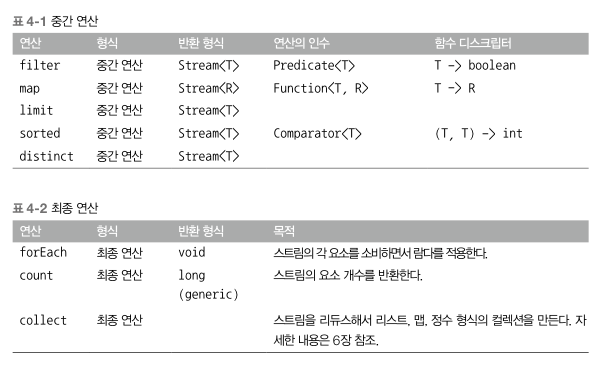 표 4-1 중간 연산
연산 형식 반환 형식 연산의 인수 함수 디스크립터
filter 중간 연산 Stream<T> Predicate<T> T -> boolean
map 중간 연산 Stream<R> Function<T, R> T -> R
limit 중간 연산 Stream<T>
sorted 중간 연산 Stream<T> Comparator<T> (T, T) -> int
distinct 중간 연산 Stream<T>
표 4-2 최종 연산
연산 형식 반환 형식 목적
forEach 최종 연산 void 스트림의 각 요소를 소비하면서 람다를 적용한다.
count 최종 연산 long 스트림의 요소 개수를 반환한다.
(generic)
collect 최종 연산 스트림을 리듀스해서 리스트, 맵, 정수 형식의 컬렉션을 만든다. 자
세한 내용은 6장 참조.